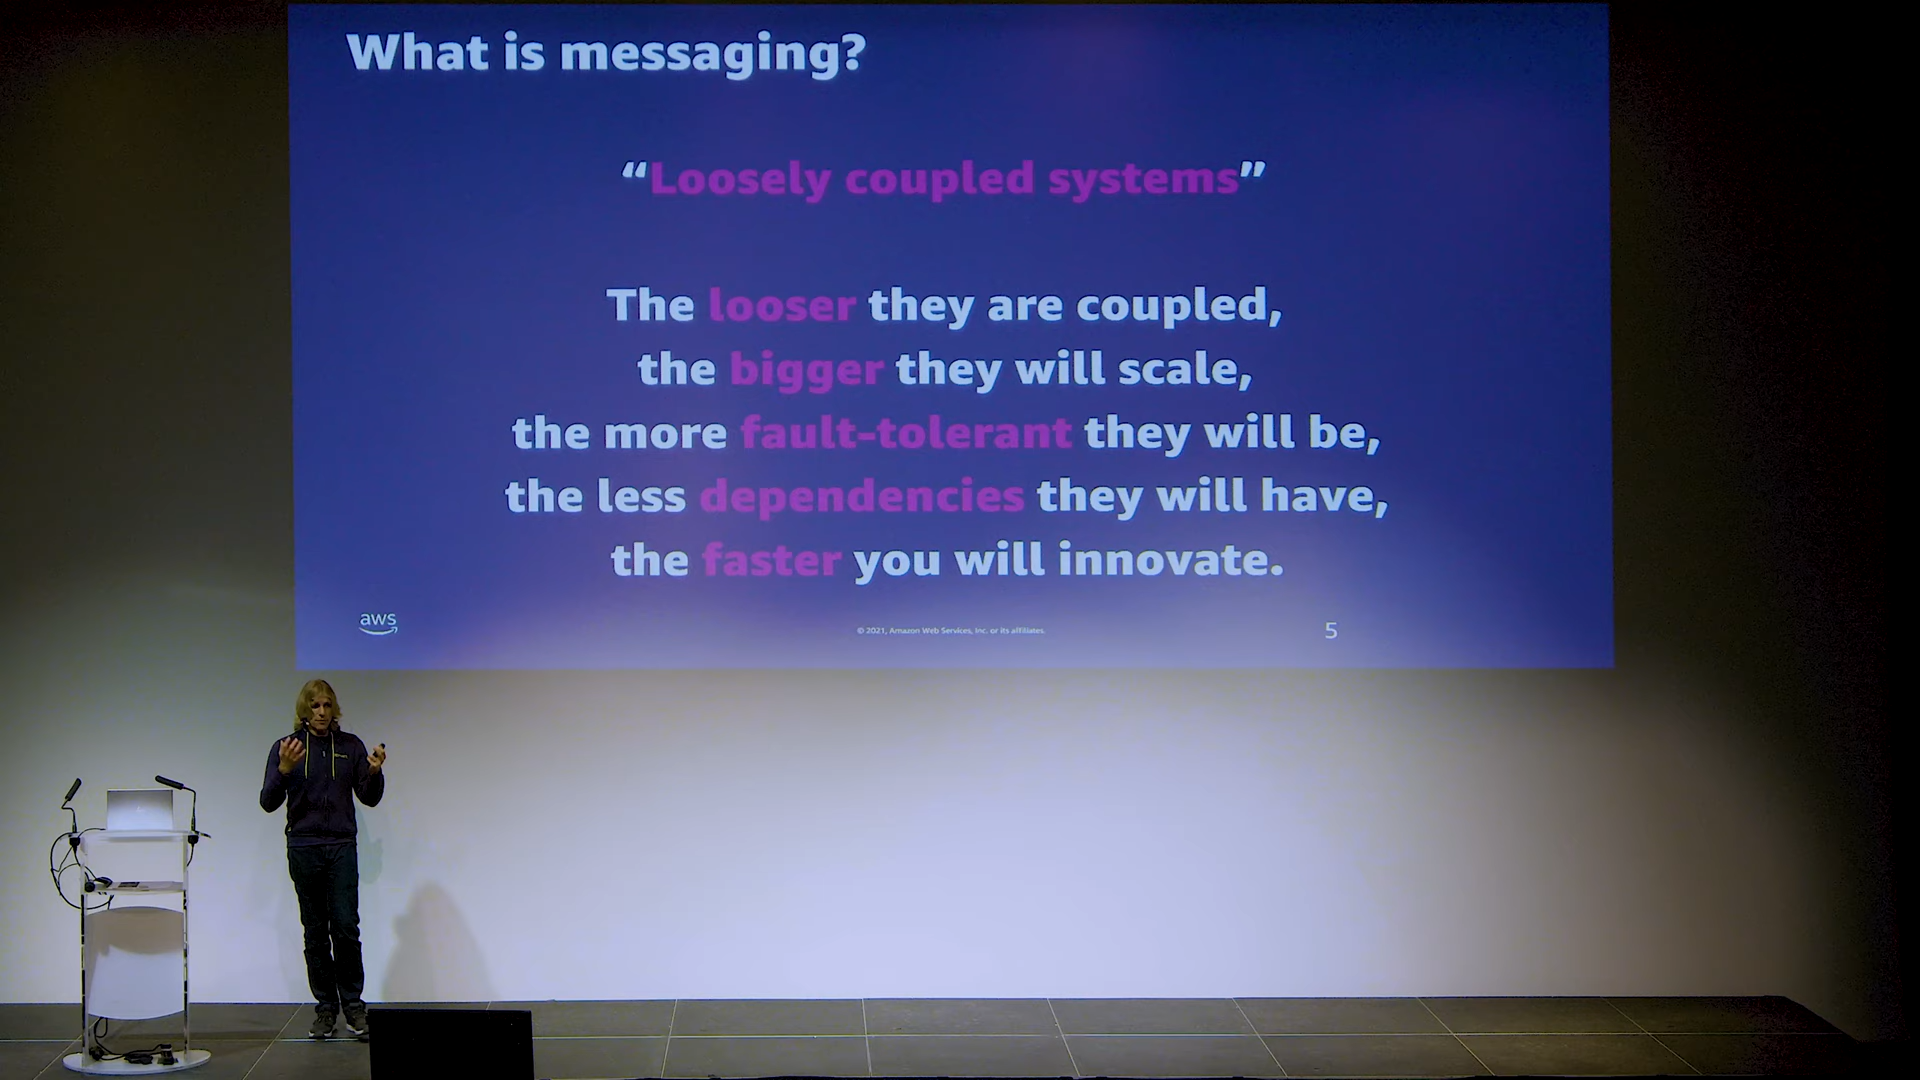 What is messaging?
“Loosely coupled systems”
The looser they are coupled,
the bigger they will scale,
the more fault-tolerant they will be,
the less dependencies they will have,
the faster you will innovate.
aws
© 2021, Amazon Web Services, Inc. or its affiliates.
5